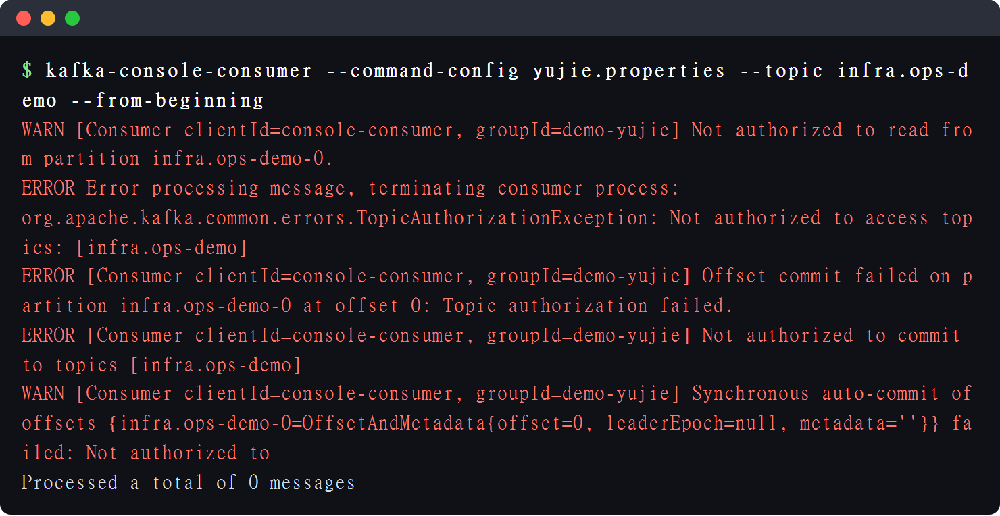 $ kafka-console-consumer --command-config yujie.properties --topic infra.ops-d
emo --from-beginning
WARN [Consumer clientId=console-consumer, groupId=demo-yujie] Not authorized to read fro
m partition infra.ops-demo-0.
ERROR Error processing message, terminating consumer process:
org.apache.kafka.common.errors.TopicAuthorizationException: Not authorized to access top
ics: [infra.ops-demo]
ERROR [Consumer clientId=console-consumer, groupId=demo-yujie] Offset commit failed on p
artition infra.ops-demo-0 at offset 0: Topic authorization failed.
ERROR [Consumer clientId=console-consumer, groupId=demo-yujie] Not authorized to commit
to topics [infra.ops-demo]
WARN [Consumer clientId=console-consumer, groupId=demo-yujie] Synchronous auto-commit of
offsets {infra.ops-demo-0=OffsetAndMetadata{offset=0, leaderEpoch=null, metadata=''}} fa
iled: Not authorized to
Processed a total of 0 messages